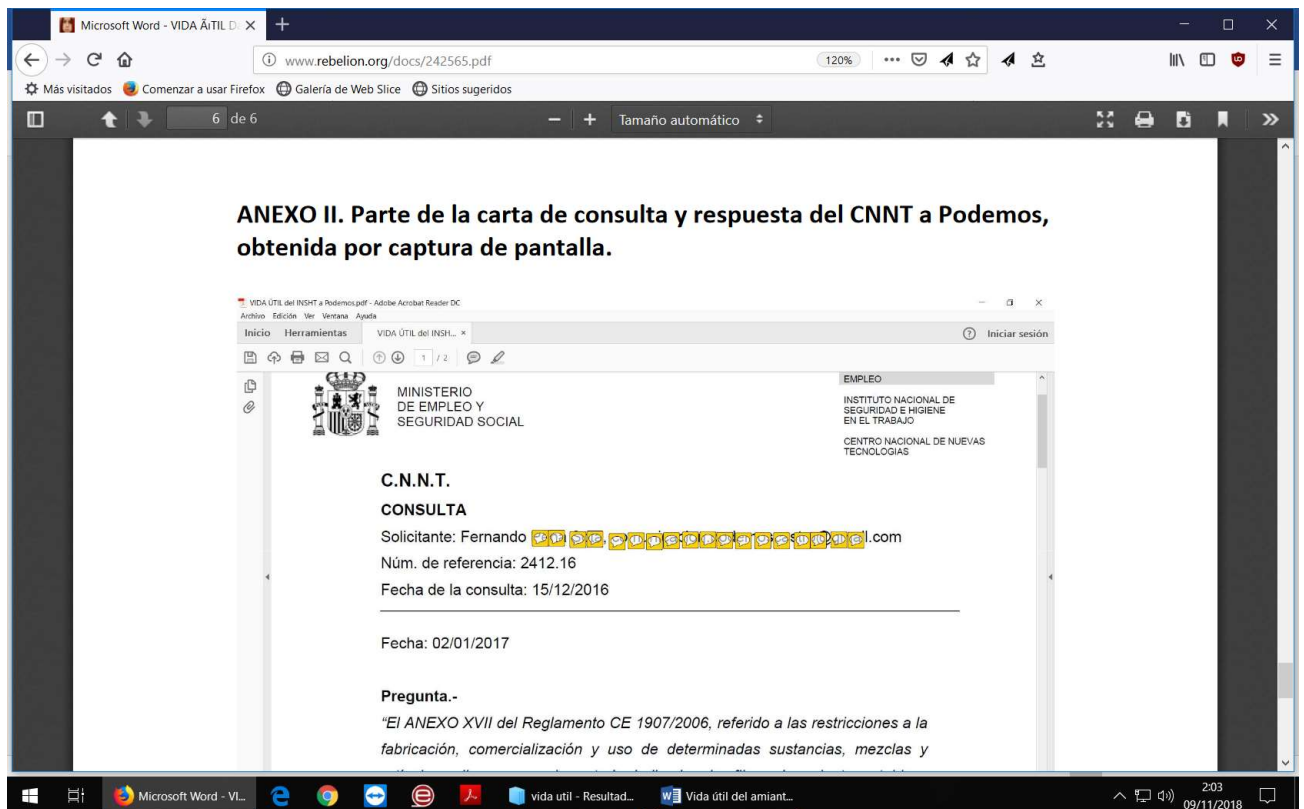 Microsoft Word - VIDA ÃiTIL D
www.rebelion.org/docs/242565.pdf
120%
Más visitados
Comenzar a usar Firefox
Galería de Web Slice
Sitios sugeridos
6 de 6
Tamaño automático
ANEXO II. Parte de la carta de consulta y respuesta del CNNT a Podemos,
obtenida por captura de pantalla.
VIDA ÚTIL del INSHT a Podemos.pdf - Adobe Acrobat Reader DC
Archivo Edición Ver Ventana Ayuda
Inicio Herramientas VIDA ÚTIL del INSH... ×
Iniciar sesión
1 / 2
MINISTERIO
DE EMPLEO Y
SEGURIDAD SOCIAL
EMPLEO
INSTITUTO NACIONAL DE
SEGURIDAD E HIGIENE
EN EL TRABAJO
CENTRO NACIONAL DE NUEVAS
TECNOLOGIAS
C.N.N.T.
CONSULTA
Solicitante: Fernando l.com
Núm. de referencia: 2412.16
Fecha de la consulta: 15/12/2016
Fecha: 02/01/2017
Pregunta.-
“El ANEXO XVII del Reglamento CE 1907/2006, referido a las restricciones a la
fabricación, comercialización y uso de determinadas sustancias, mezclas y
Microsoft Word - VI...
vida util - Resultad...
Vida útil del amiant...
2:03
09/11/2018